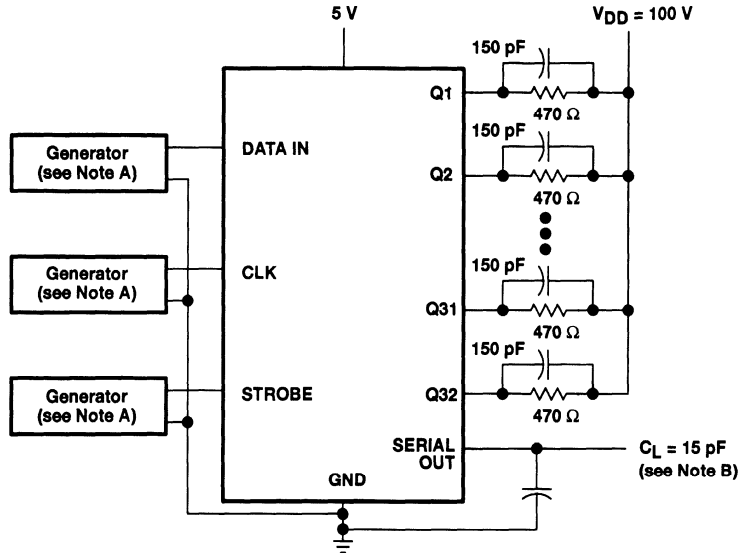 5 V
VDD = 100 V
150 pF
Q1
470 Ω
Generator
(see Note A)
DATA IN
150 pF
Q2
470 Ω
Generator
(see Note A)
CLK
150 pF
Q31
470 Ω
150 pF
Generator
(see Note A)
STROBE
Q32
470 Ω
SERIAL
OUT
CL = 15 pF
(see Note B)
GND